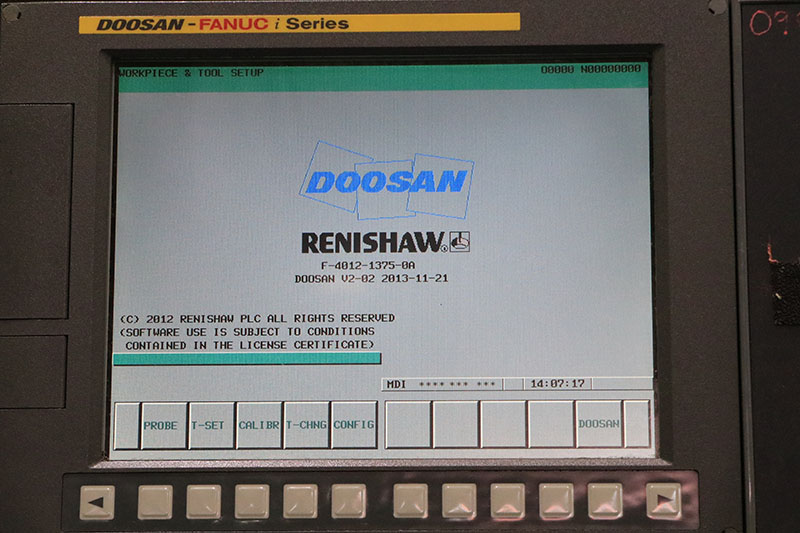 DOOSAN-FANUC i Series
WORKPIECE & TOOL SETUP O0000 N00000000
DOOSAN
RENISHAW
F-4012-1375-0A
DOOSAN V2-02 2013-11-21
(C) 2012 RENISHAW PLC ALL RIGHTS RESERVED
(SOFTWARE USE IS SUBJECT TO CONDITIONS
CONTAINED IN THE LICENSE CERTIFICATE)
MDI **** *** *** 14:07:17
PROBE T-SET CALIBR T-CHNG CONFIG DOOSAN